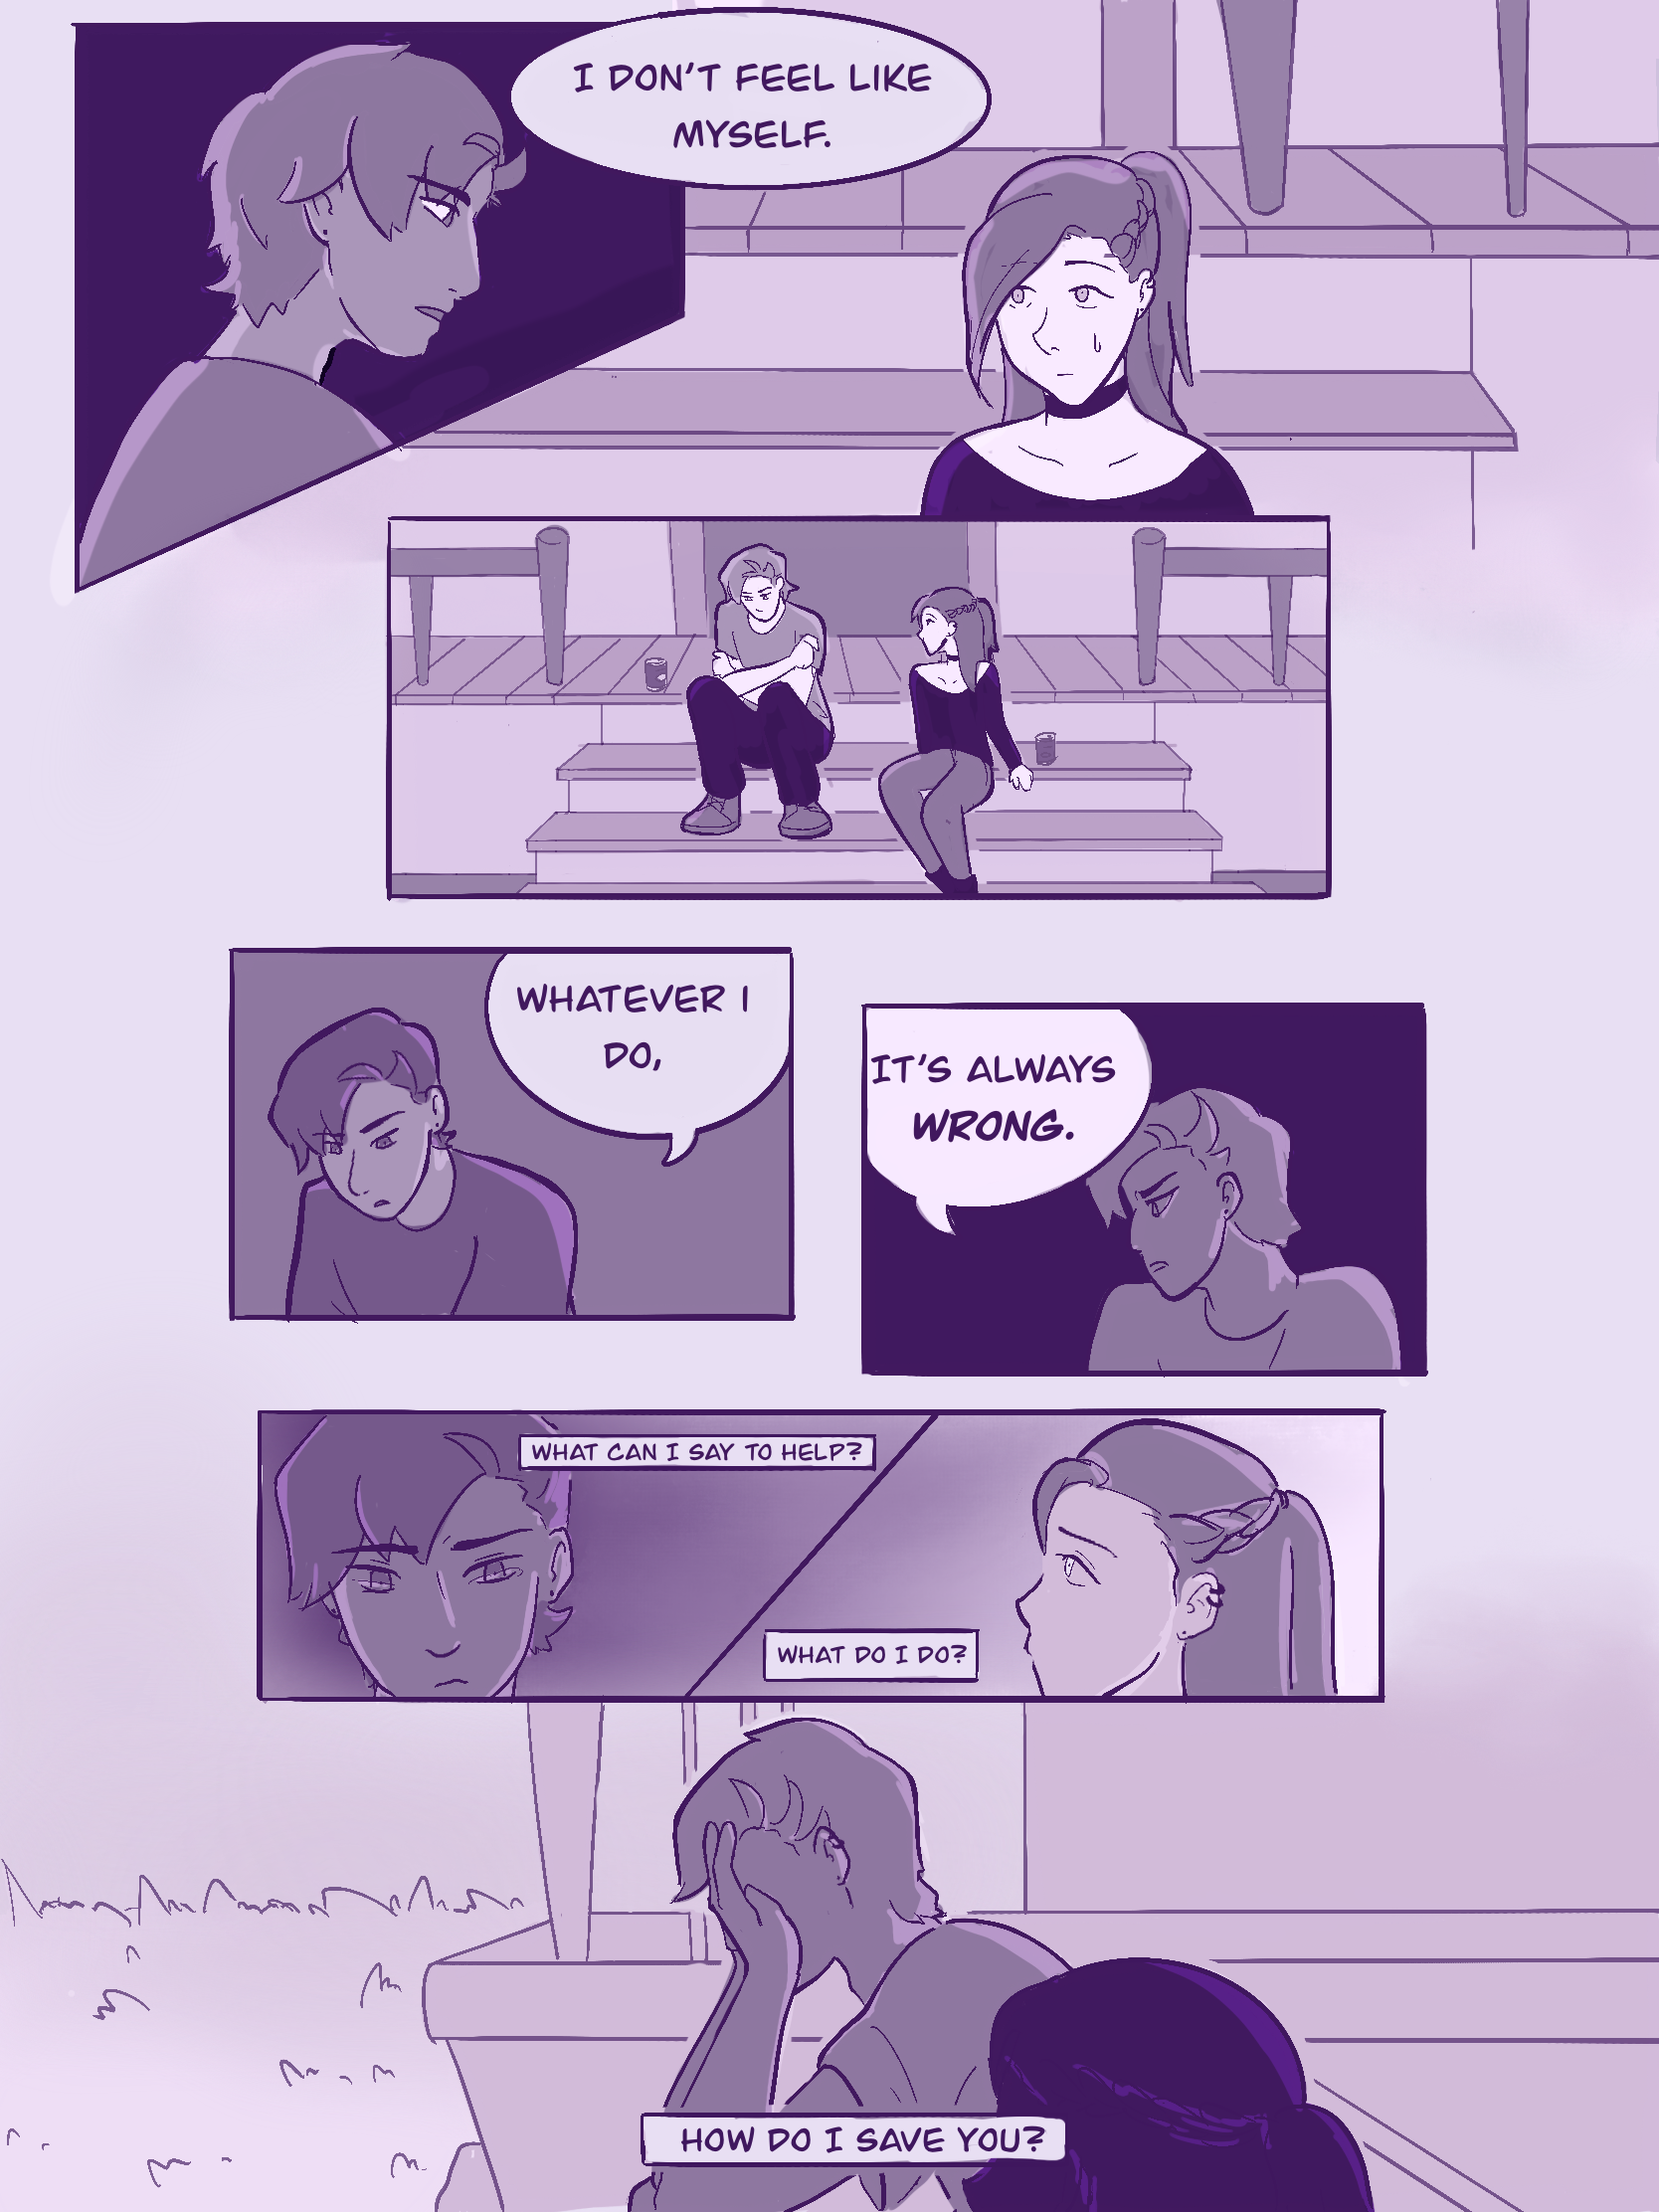 I DON'T FEEL LIKE
MYSELF.
WHATEVER I
DO,
IT'S ALWAYS
WRONG.
WHAT CAN I SAY TO HELP?
WHAT DO I DO?
HOW DO I SAVE YOU?